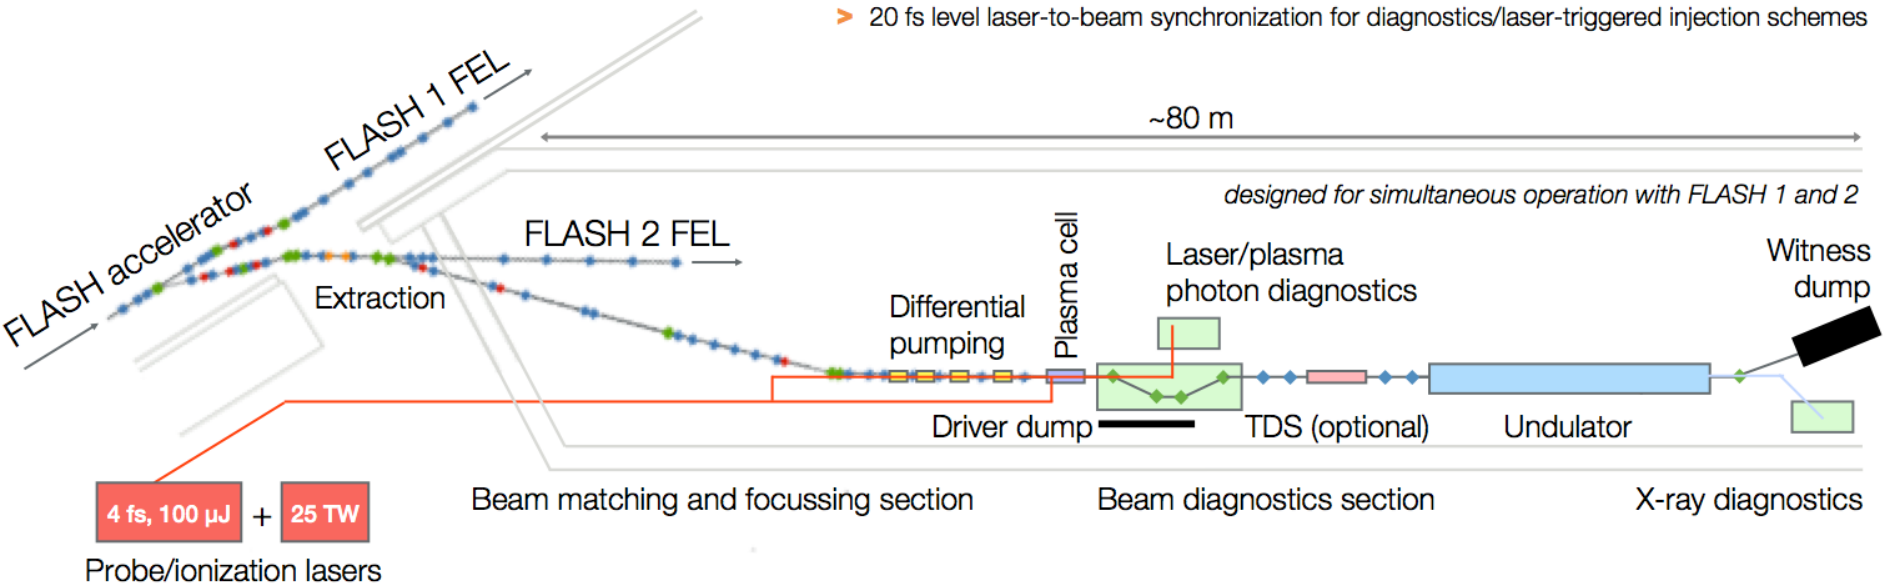 > 20 fs level laser-to-beam synchronization for diagnostics/laser-triggered injection schemes
FLASH 1 FEL
~80 m
designed for simultaneous operation with FLASH 1 and 2
FLASH accelerator
FLASH 2 FEL
Extraction
Differential
pumping
Plasma cell
Laser/plasma
photon diagnostics
Witness
dump
Driver dump
TDS (optional)
Undulator
Beam matching and focussing section
Beam diagnostics section
X-ray diagnostics
4 fs, 100 µJ + 25 TW
Probe/ionization lasers